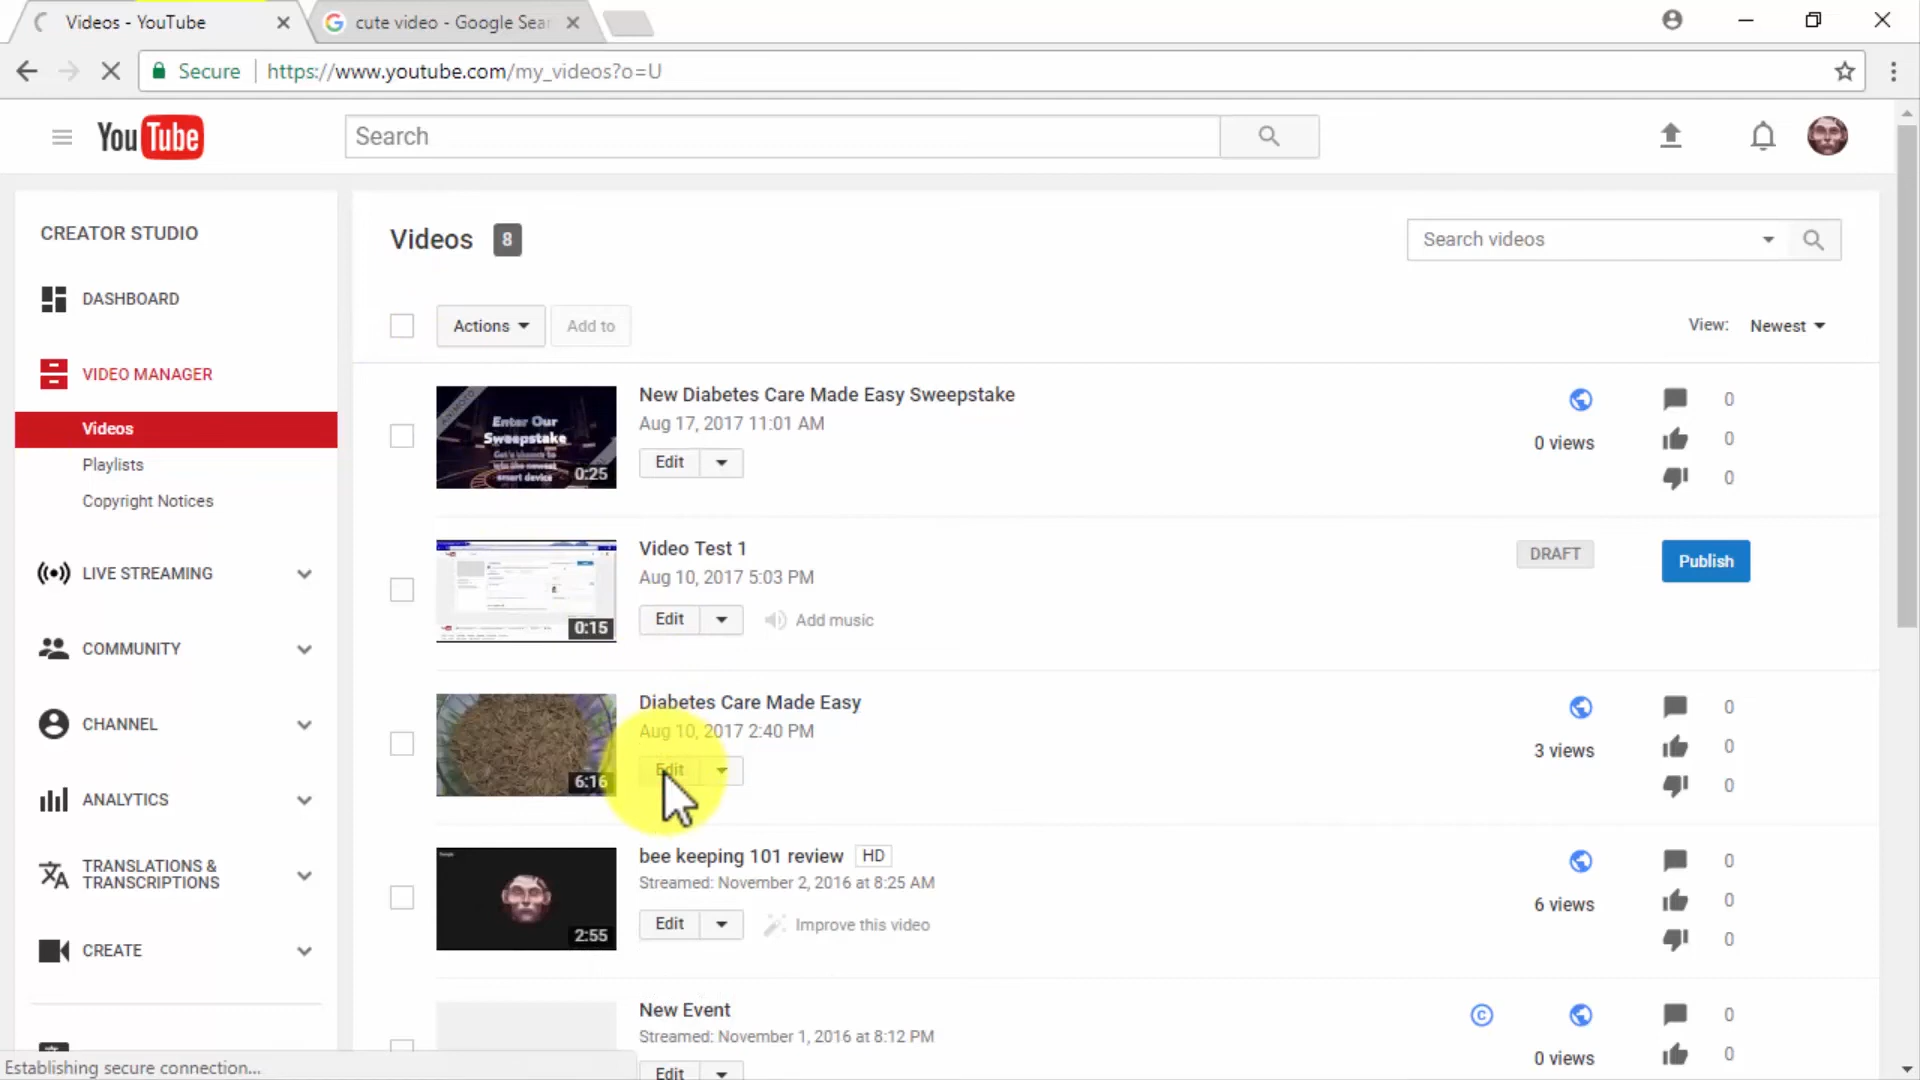 Videos - YouTube
cute video - Google Sear
Secure
https://www.youtube.com/my_videos?o=U
YouTube
Search
CREATOR STUDIO
DASHBOARD
VIDEO MANAGER
Videos
Playlists
Copyright Notices
LIVE STREAMING
COMMUNITY
CHANNEL
ANALYTICS
TRANSLATIONS &
TRANSCRIPTIONS
CREATE
Videos 8
Search videos
Actions
Add to
View: Newest
Enter Our
Sweepstake
0:25
New Diabetes Care Made Easy Sweepstake
Aug 17, 2017 11:01 AM
Edit
0 views
0
0
0
0:15
Video Test 1
Aug 10, 2017 5:03 PM
Edit
Add music
DRAFT
Publish
6:16
Diabetes Care Made Easy
Aug 10, 2017 2:40 PM
Edit
3 views
0
0
0
2:55
bee keeping 101 review HD
Streamed: November 2, 2016 at 8:25 AM
Edit
Improve this video
6 views
0
0
0
New Event
Streamed: November 1, 2016 at 8:12 PM
Edit
0 views
0
0
Establishing secure connection...